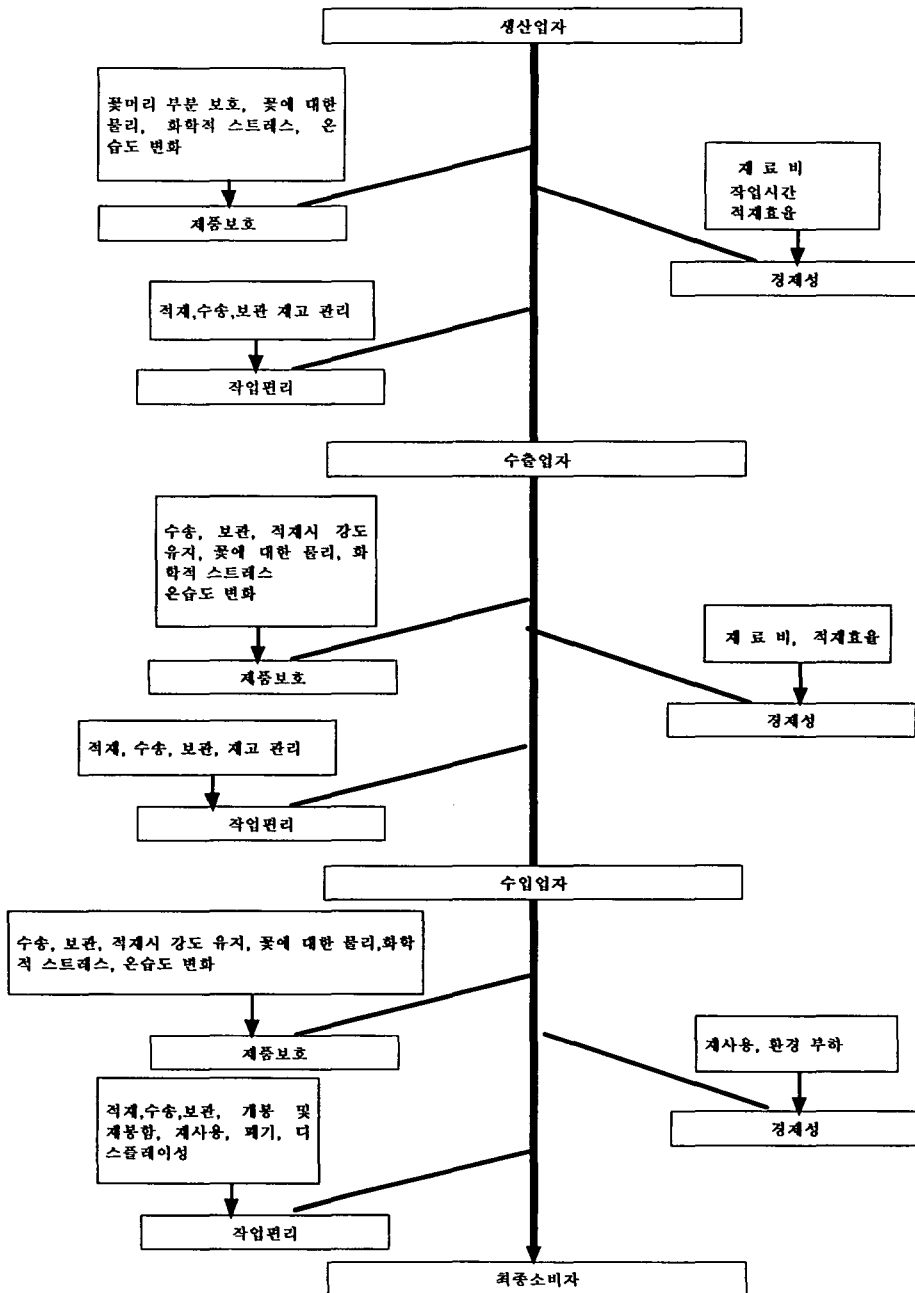 생산업자
꽃머리 부분 보호, 꽃에 대한
물리, 화학적 스트레스, 온
습도 변화
제품보호
재 료 비
작업시간
적재효율
경제성
적재,수송,보관 재고 관리
작업편리
수출업자
수송, 보관, 적재시 강도
유지, 꽃에 대한 물리, 화
학적 스트레스
온습도 변화
제품보호
재 료 비, 적재효율
경제성
적재, 수송, 보관, 재고 관리
작업편리
수입업자
수송, 보관, 적재시 강도 유지, 꽃에 대한 물리,화학
적 스트레스, 온습도 변화
제품보호
재사용, 환경 부하
경제성
적재,수송,보관, 개봉 및
재봉함, 재사용, 폐기, 디
스플레이성
작업편리
최종소비자